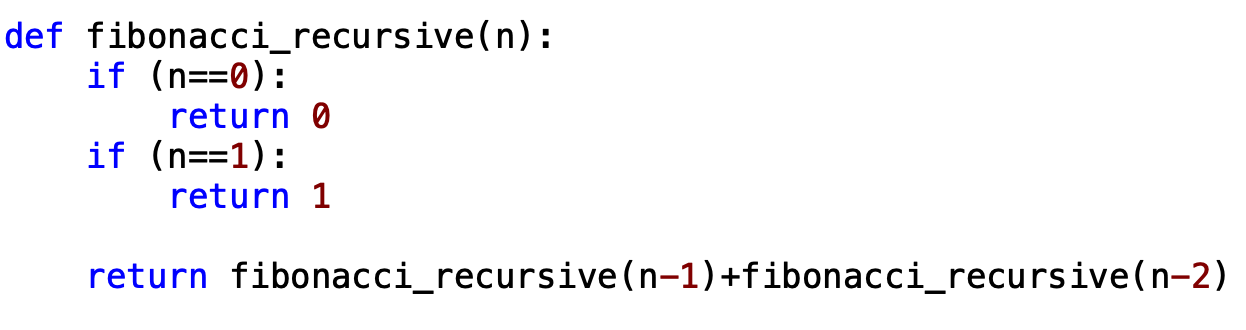 def fibonacci_recursive(n):
    if (n==0):
        return 0
    if (n==1):
        return 1

    return fibonacci_recursive(n-1)+fibonacci_recursive(n-2)